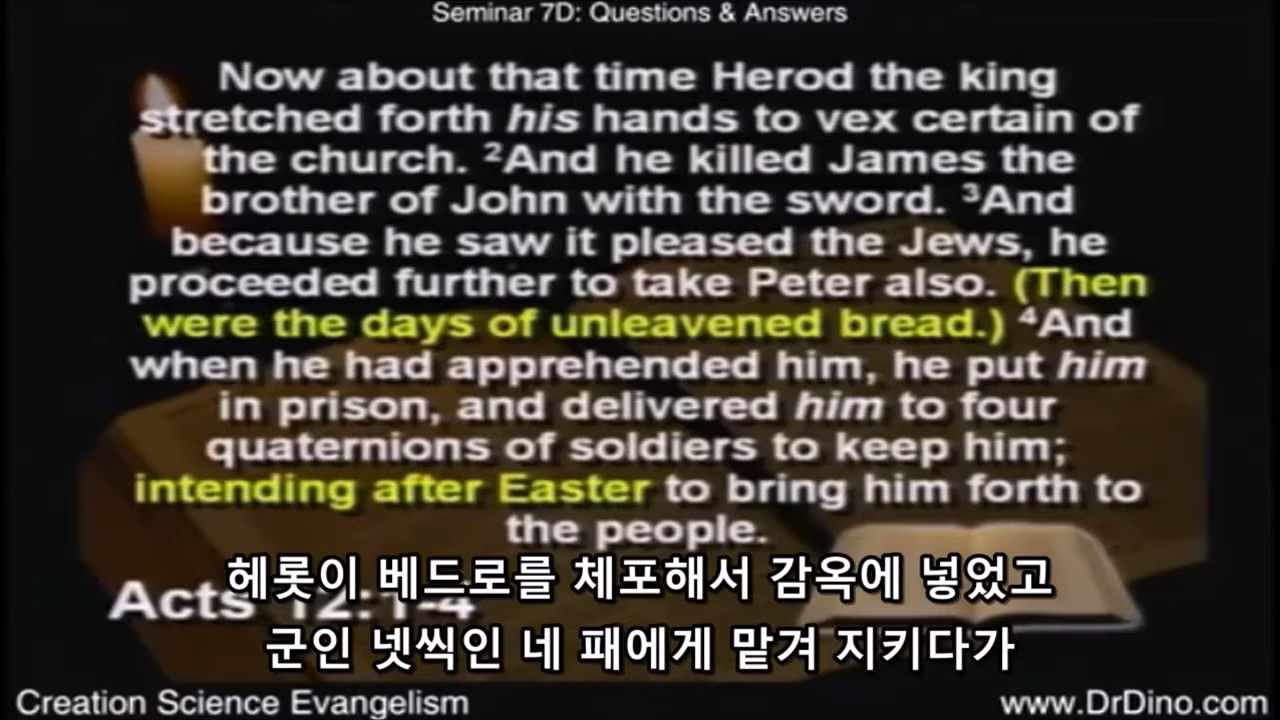 Seminar 7D: Questions & Answers
Now about that time Herod the king
stretched forth his hands to vex certain of
the church. ²And he killed James the
brother of John with the sword. ³And
because he saw it pleased the Jews, he
proceeded further to take Peter also. (Then
were the days of unleavened bread.) ⁴And
when he had apprehended him, he put him
in prison, and delivered him to four
quaternions of soldiers to keep him;
intending after Easter to bring him forth to
the people.
헤롯이 베드로를 체포해서 감옥에 넣었고
Acts 12:1-4
군인 넷씩인 네 패에게 맡겨 지키다가
Creation Science Evangelism
www.DrDino.com